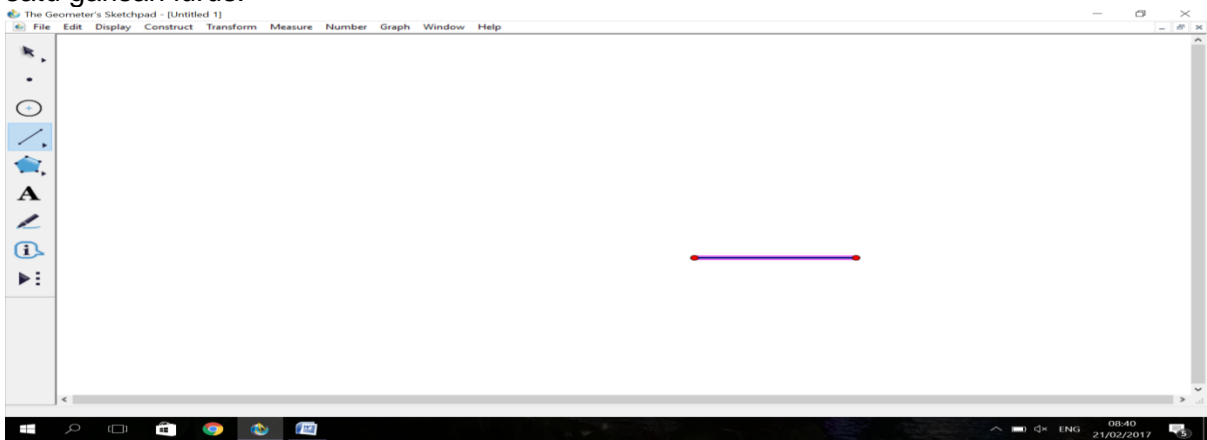 The Geometer's Sketchpad - [Untitled 1]
File Edit Display Construct Transform Measure Number Graph Window Help
A
i
ENG
08:40
21/02/2017
5